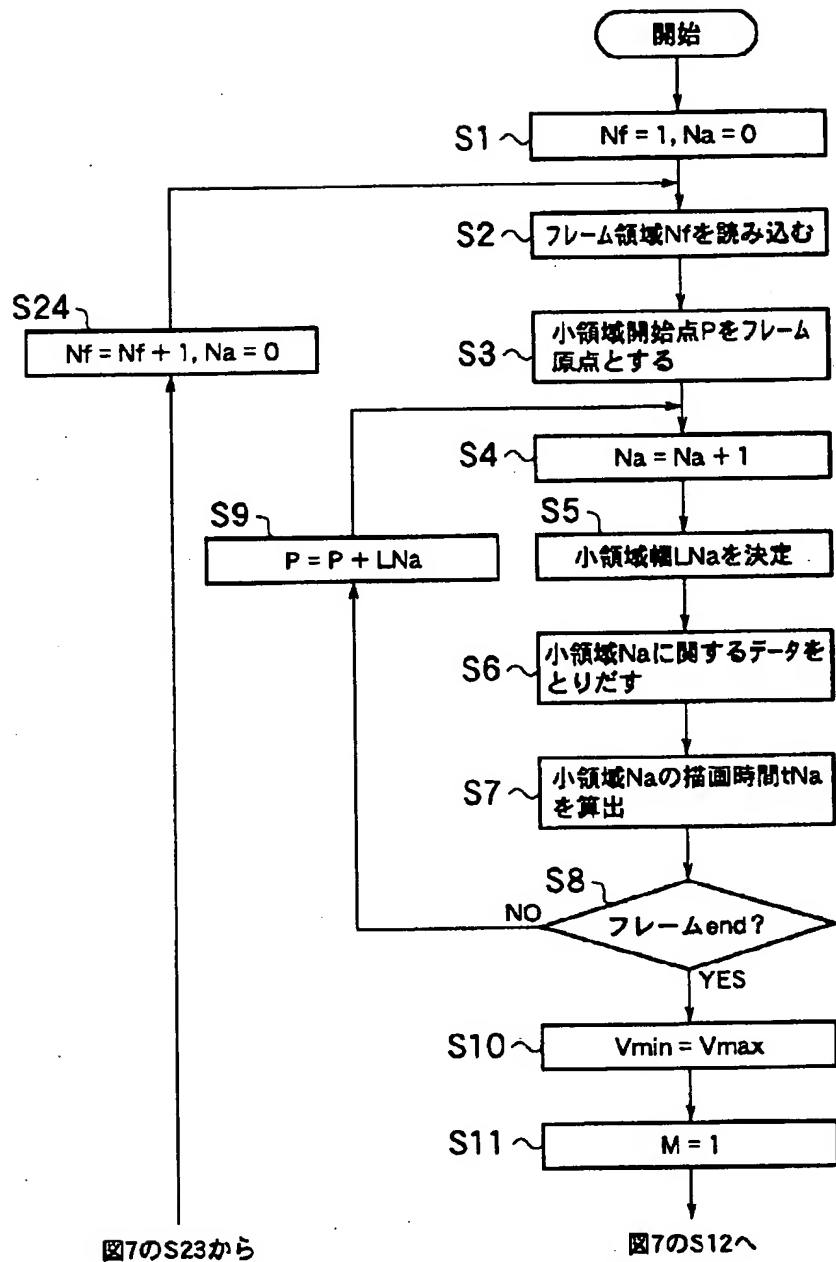 開始
S1
Nf = 1, Na = 0
S2
フレーム領域Nfを読み込む
S24
Nf = Nf + 1, Na = 0
S3
小領域開始点Pをフレーム
原点とする
S4
Na = Na + 1
S9
P = P + LNa
S5
小領域幅LNaを決定
S6
小領域Naに関するデータを
とりだす
S7
小領域Naの描画時間tNa
を算出
S8
フレームend?
NO
YES
S10
Vmin = Vmax
S11
M = 1
図7のS23から
図7のS12へ